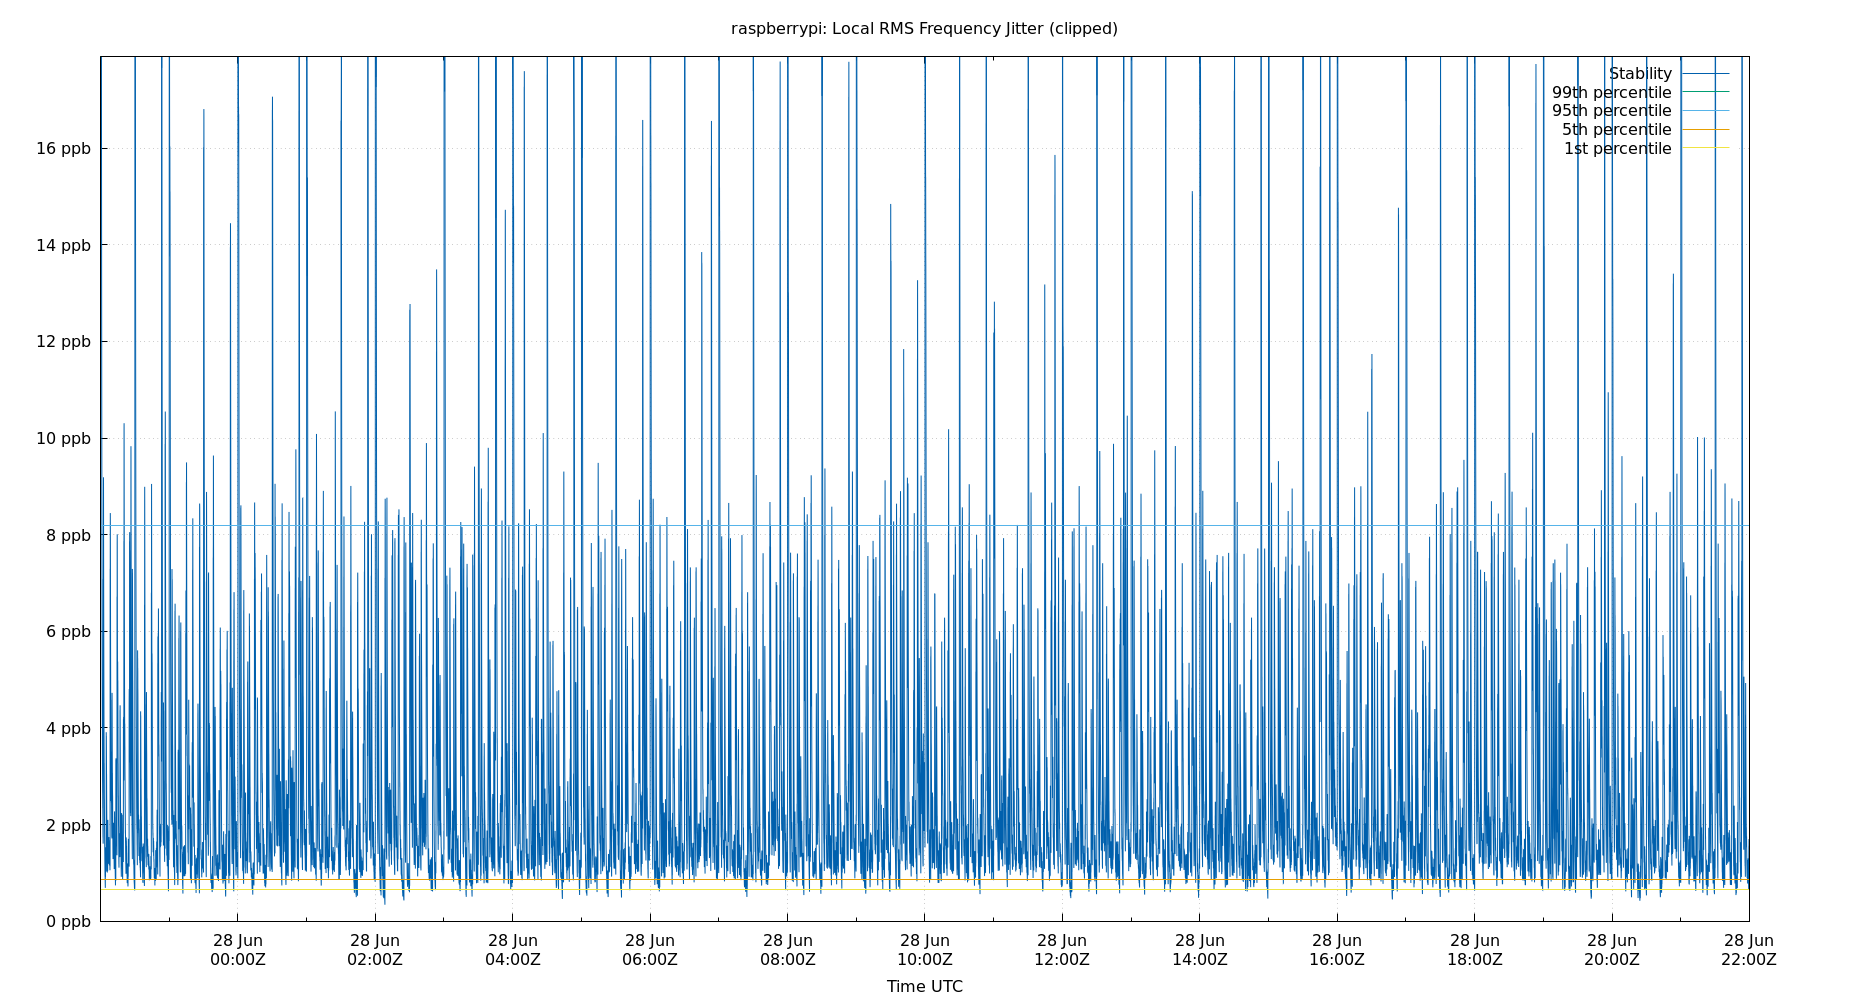 raspberrypi: Local RMS Frequency Jitter (clipped)
Stability
99th percentile
95th percentile
5th percentile
1st percentile
16 ppb
14 ppb
12 ppb
10 ppb
8 ppb
6 ppb
4 ppb
2 ppb
0 ppb
28 Jun 28 Jun 28 Jun 28 Jun 28 Jun 28 Jun 28 Jun 28 Jun 28 Jun 28 Jun 28 Jun 28 Jun
00:00Z 02:00Z 04:00Z 06:00Z 08:00Z 10:00Z 12:00Z 14:00Z 16:00Z 18:00Z 20:00Z 22:00Z
Time UTC